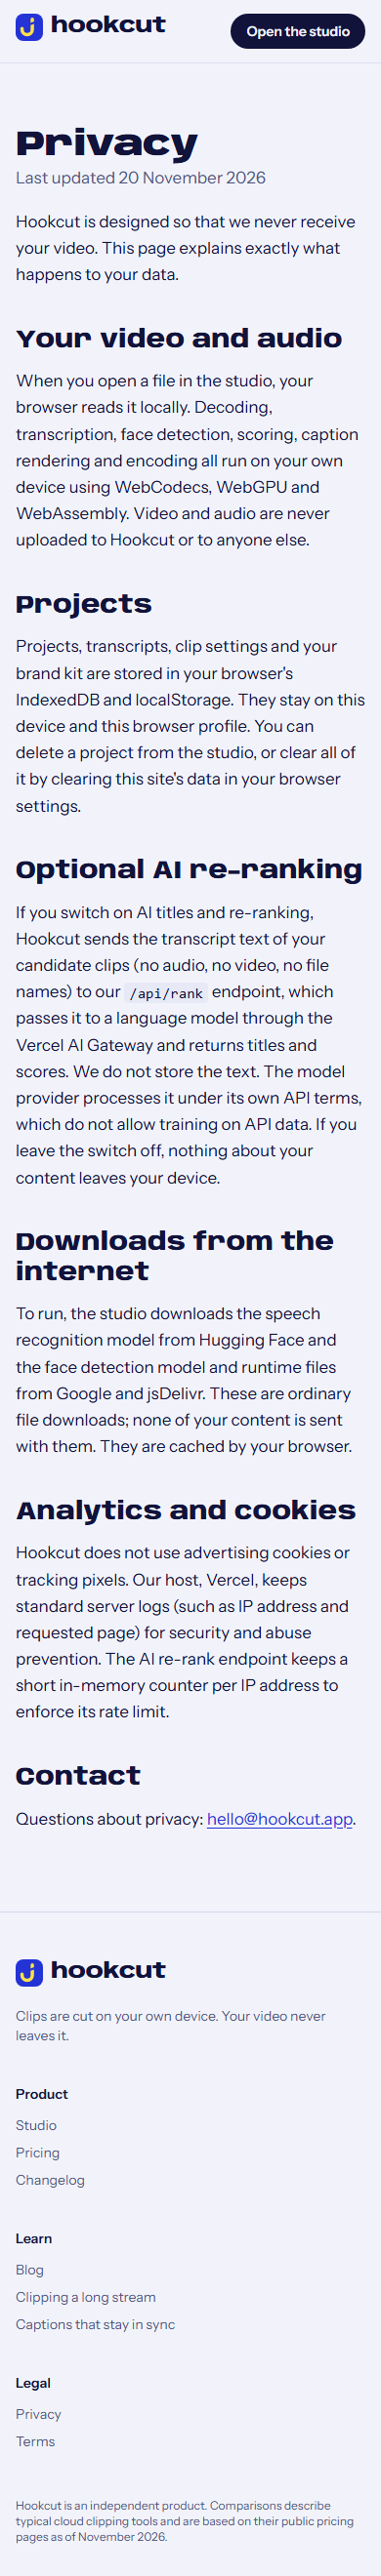 hookcut
Open the studio
Privacy
Last updated 20 November 2026
Hookcut is designed so that we never receive
your video. This page explains exactly what
happens to your data.
Your video and audio
When you open a file in the studio, your
browser reads it locally. Decoding,
transcription, face detection, scoring, caption
rendering and encoding all run on your own
device using WebCodecs, WebGPU and
WebAssembly. Video and audio are never
uploaded to Hookcut or to anyone else.
Projects
Projects, transcripts, clip settings and your
brand kit are stored in your browser's
IndexedDB and localStorage. They stay on this
device and this browser profile. You can
delete a project from the studio, or clear all of
it by clearing this site's data in your browser
settings.
Optional AI re-ranking
If you switch on AI titles and re-ranking,
Hookcut sends the transcript text of your
candidate clips (no audio, no video, no file
names) to our /api/rank endpoint, which
passes it to a language model through the
Vercel AI Gateway and returns titles and
scores. We do not store the text. The model
provider processes it under its own API terms,
which do not allow training on API data. If you
leave the switch off, nothing about your
content leaves your device.
Downloads from the
internet
To run, the studio downloads the speech
recognition model from Hugging Face and
the face detection model and runtime files
from Google and jsDelivr. These are ordinary
file downloads; none of your content is sent
with them. They are cached by your browser.
Analytics and cookies
Hookcut does not use advertising cookies or
tracking pixels. Our host, Vercel, keeps
standard server logs (such as IP address and
requested page) for security and abuse
prevention. The AI re-rank endpoint keeps a
short in-memory counter per IP address to
enforce its rate limit.
Contact
Questions about privacy: hello@hookcut.app.
hookcut
Clips are cut on your own device. Your video never
leaves it.
Product
Studio
Pricing
Changelog
Learn
Blog
Clipping a long stream
Captions that stay in sync
Legal
Privacy
Terms
Hookcut is an independent product. Comparisons describe
typical cloud clipping tools and are based on their public pricing
pages as of November 2026.